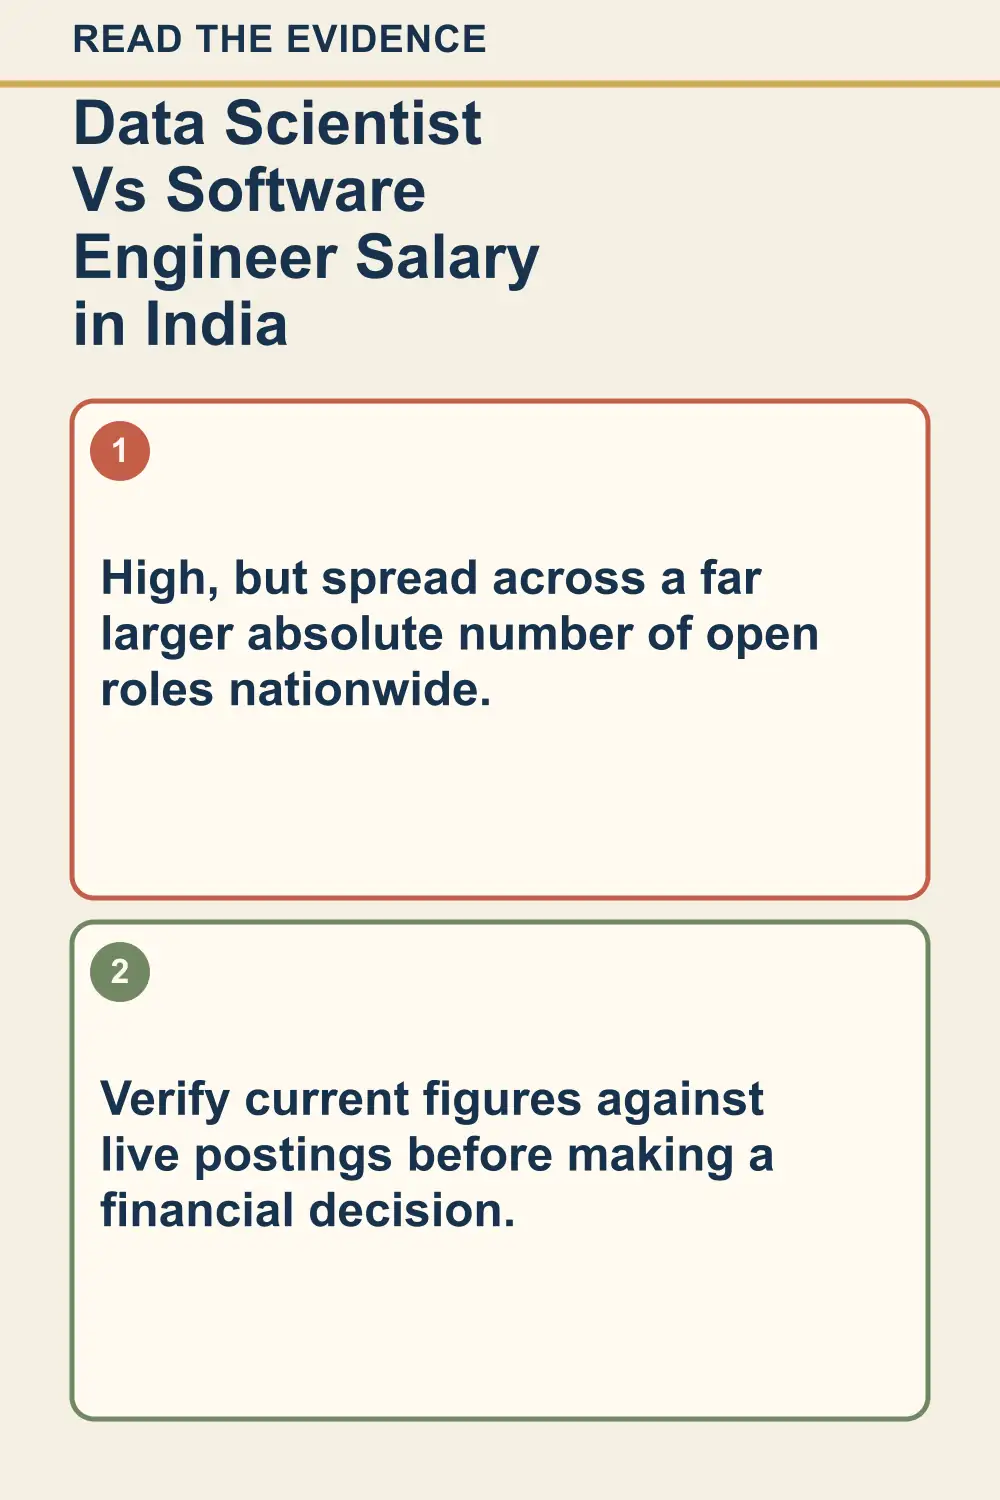 READ THE EVIDENCE
Data Scientist
Vs Software
Engineer Salary
in India
1
High, but spread across a far
larger absolute number of open
roles nationwide.
2
Verify current figures against
live postings before making a
financial decision.